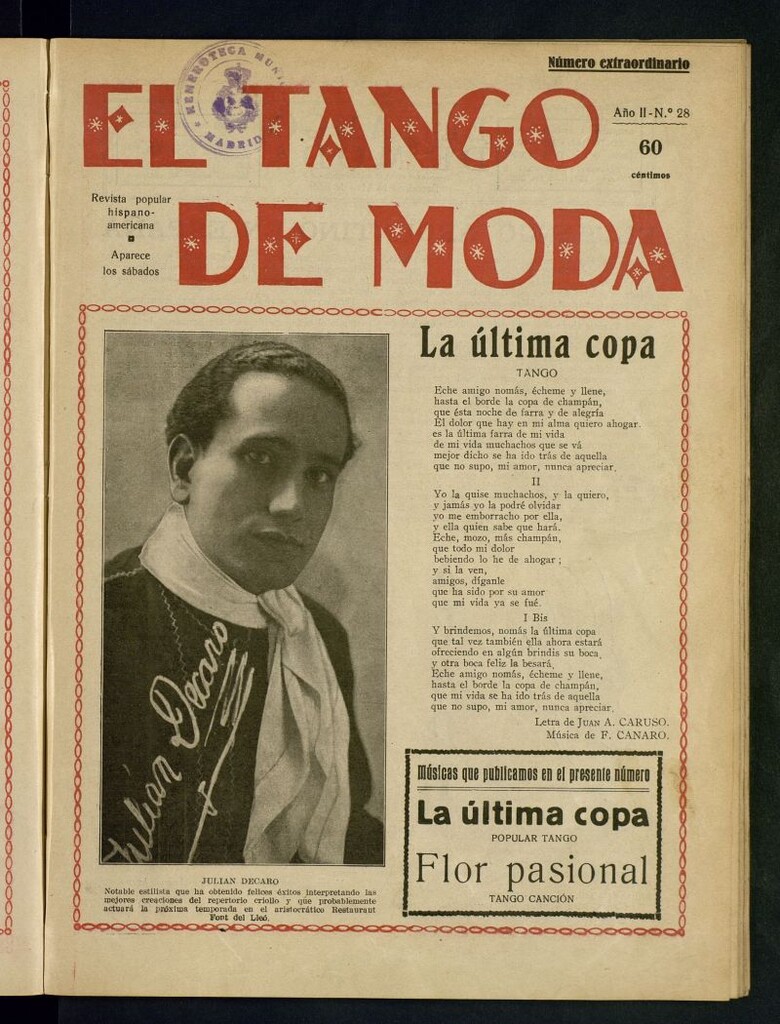 Número extraordinario
HEMEROTECA MUNI
MADRID
EL TANGO
DE MODA
Año II-N.º 28
60
céntimos
Revista popular
hispano-
americana
Aparece
los sábados
Julián Decaro
JULIAN DECARO
Notable estilista que ha obtenido felices éxitos interpretando las
mejores creaciones del repertorio criollo y que probablemente
actuará la próxima temporada en el aristocrático Restaurant
Font del Lleó.
La última copa
TANGO
Eche amigo nomás, écheme y llene,
hasta el borde la copa de champán,
que ésta noche de farra y de alegría
El dolor que hay en mi alma quiero ahogar.
es la última farra de mi vida
de mi vida muchachos que se vá
mejor dicho se ha ido trás de aquella
que no supo, mi amor, nunca apreciar.
II
Yo la quise muchachos, y la quiero,
y jamás yo la podré olvidar
yo me emborracho por ella,
y ella quien sabe que hará.
Eche, mozo, más champán,
que todo mi dolor
bebiendo lo he de ahogar;
y si la ven,
amigos, díganle
que ha sido por su amor
que mi vida ya se fué.
I Bis
Y brindemos, nomás la última copa
que tal vez también ella ahora estará
ofreciendo en algún brindis su boca,
y otra boca feliz la besará.
Eche amigo nomás, écheme y llene,
hasta el borde la copa de champán,
que mi vida se ha ido trás de aquella
que no supo, mi amor, nunca apreciar.
Letra de JUAN A. CARUSO.
Música de F. CANARO.
Músicas que publicamos en el presente número
La última copa
POPULAR TANGO
Flor pasional
TANGO CANCIÓN